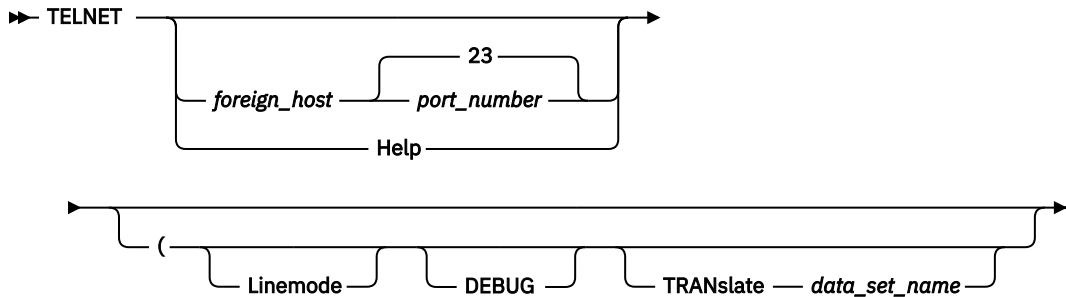 TELNET
23
foreign_host port_number
Help
(
Linemode DEBUG TRANslate data_set_name